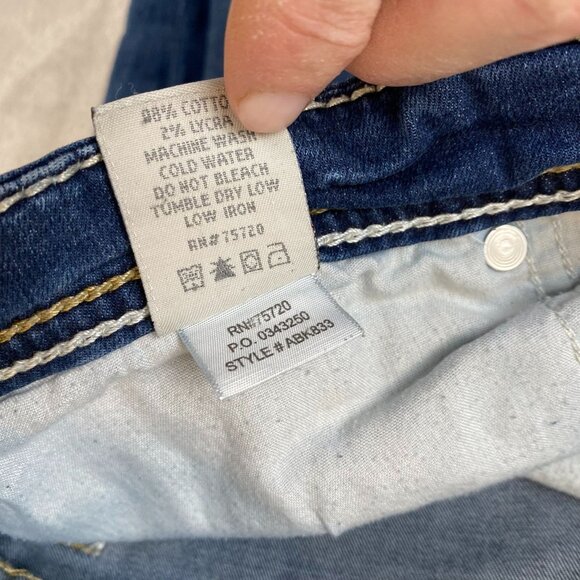 98% COTTO
2% LYCRA
MACHINE WASH
COLD WATER
DO NOT BLEACH
TUMBLE DRY LOW
LOW IRON
RN# 75720
RN#75720
P.O. 0343250
STYLE # ABK833